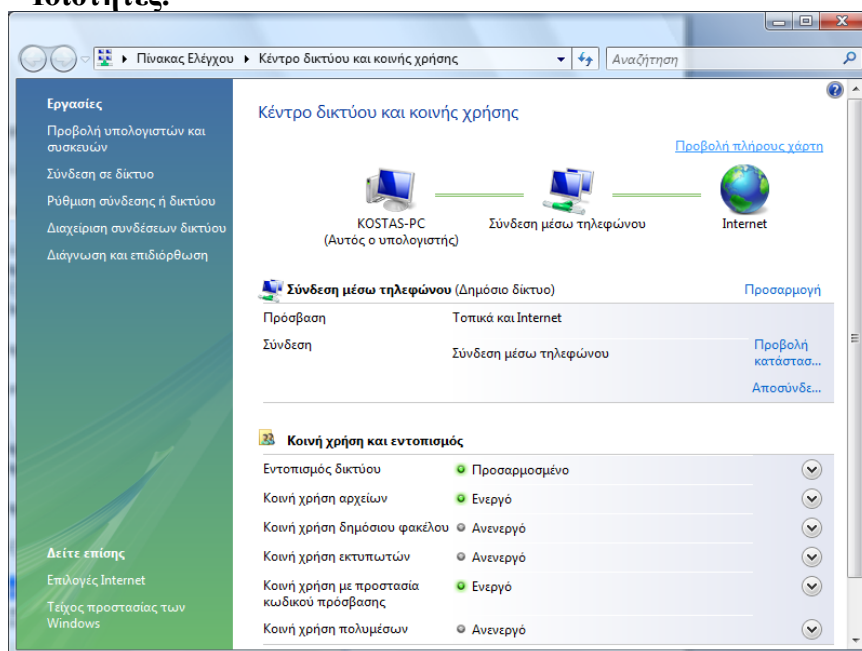 Ιδιότητες.
Πίνακας Ελέγχου
Κέντρο δικτύου και κοινής χρήσης
Αναζήτηση
Εργασίες
Προβολή υπολογιστών και
συσκευών
Σύνδεση σε δίκτυο
Ρύθμιση σύνδεσης ή δικτύου
Διαχείριση συνδέσεων δικτύου
Διάγνωση και επιδιόρθωση
Δείτε επίσης
Επιλογές Internet
Τείχος προστασίας των
Windows
Κέντρο δικτύου και κοινής χρήσης
Προβολή πλήρους χάρτη
KOSTAS-PC
(Αυτός ο υπολογιστής)
Σύνδεση μέσω τηλεφώνου
Internet
Σύνδεση μέσω τηλεφώνου (Δημόσιο δίκτυο)
Προσαρμογή
Πρόσβαση
Τοπικά και Internet
Σύνδεση
Σύνδεση μέσω τηλεφώνου
Προβολή
κατάστασ...
Αποσύνδε...
Κοινή χρήση και εντοπισμός
Εντοπισμός δικτύου
Προσαρμοσμένο
Κοινή χρήση αρχείων
Ενεργό
Κοινή χρήση δημόσιου φακέλου
Ανενεργό
Κοινή χρήση εκτυπωτών
Ανενεργό
Κοινή χρήση με προστασία
κωδικού πρόσβασης
Ενεργό
Κοινή χρήση πολυμέσων
Ανενεργό